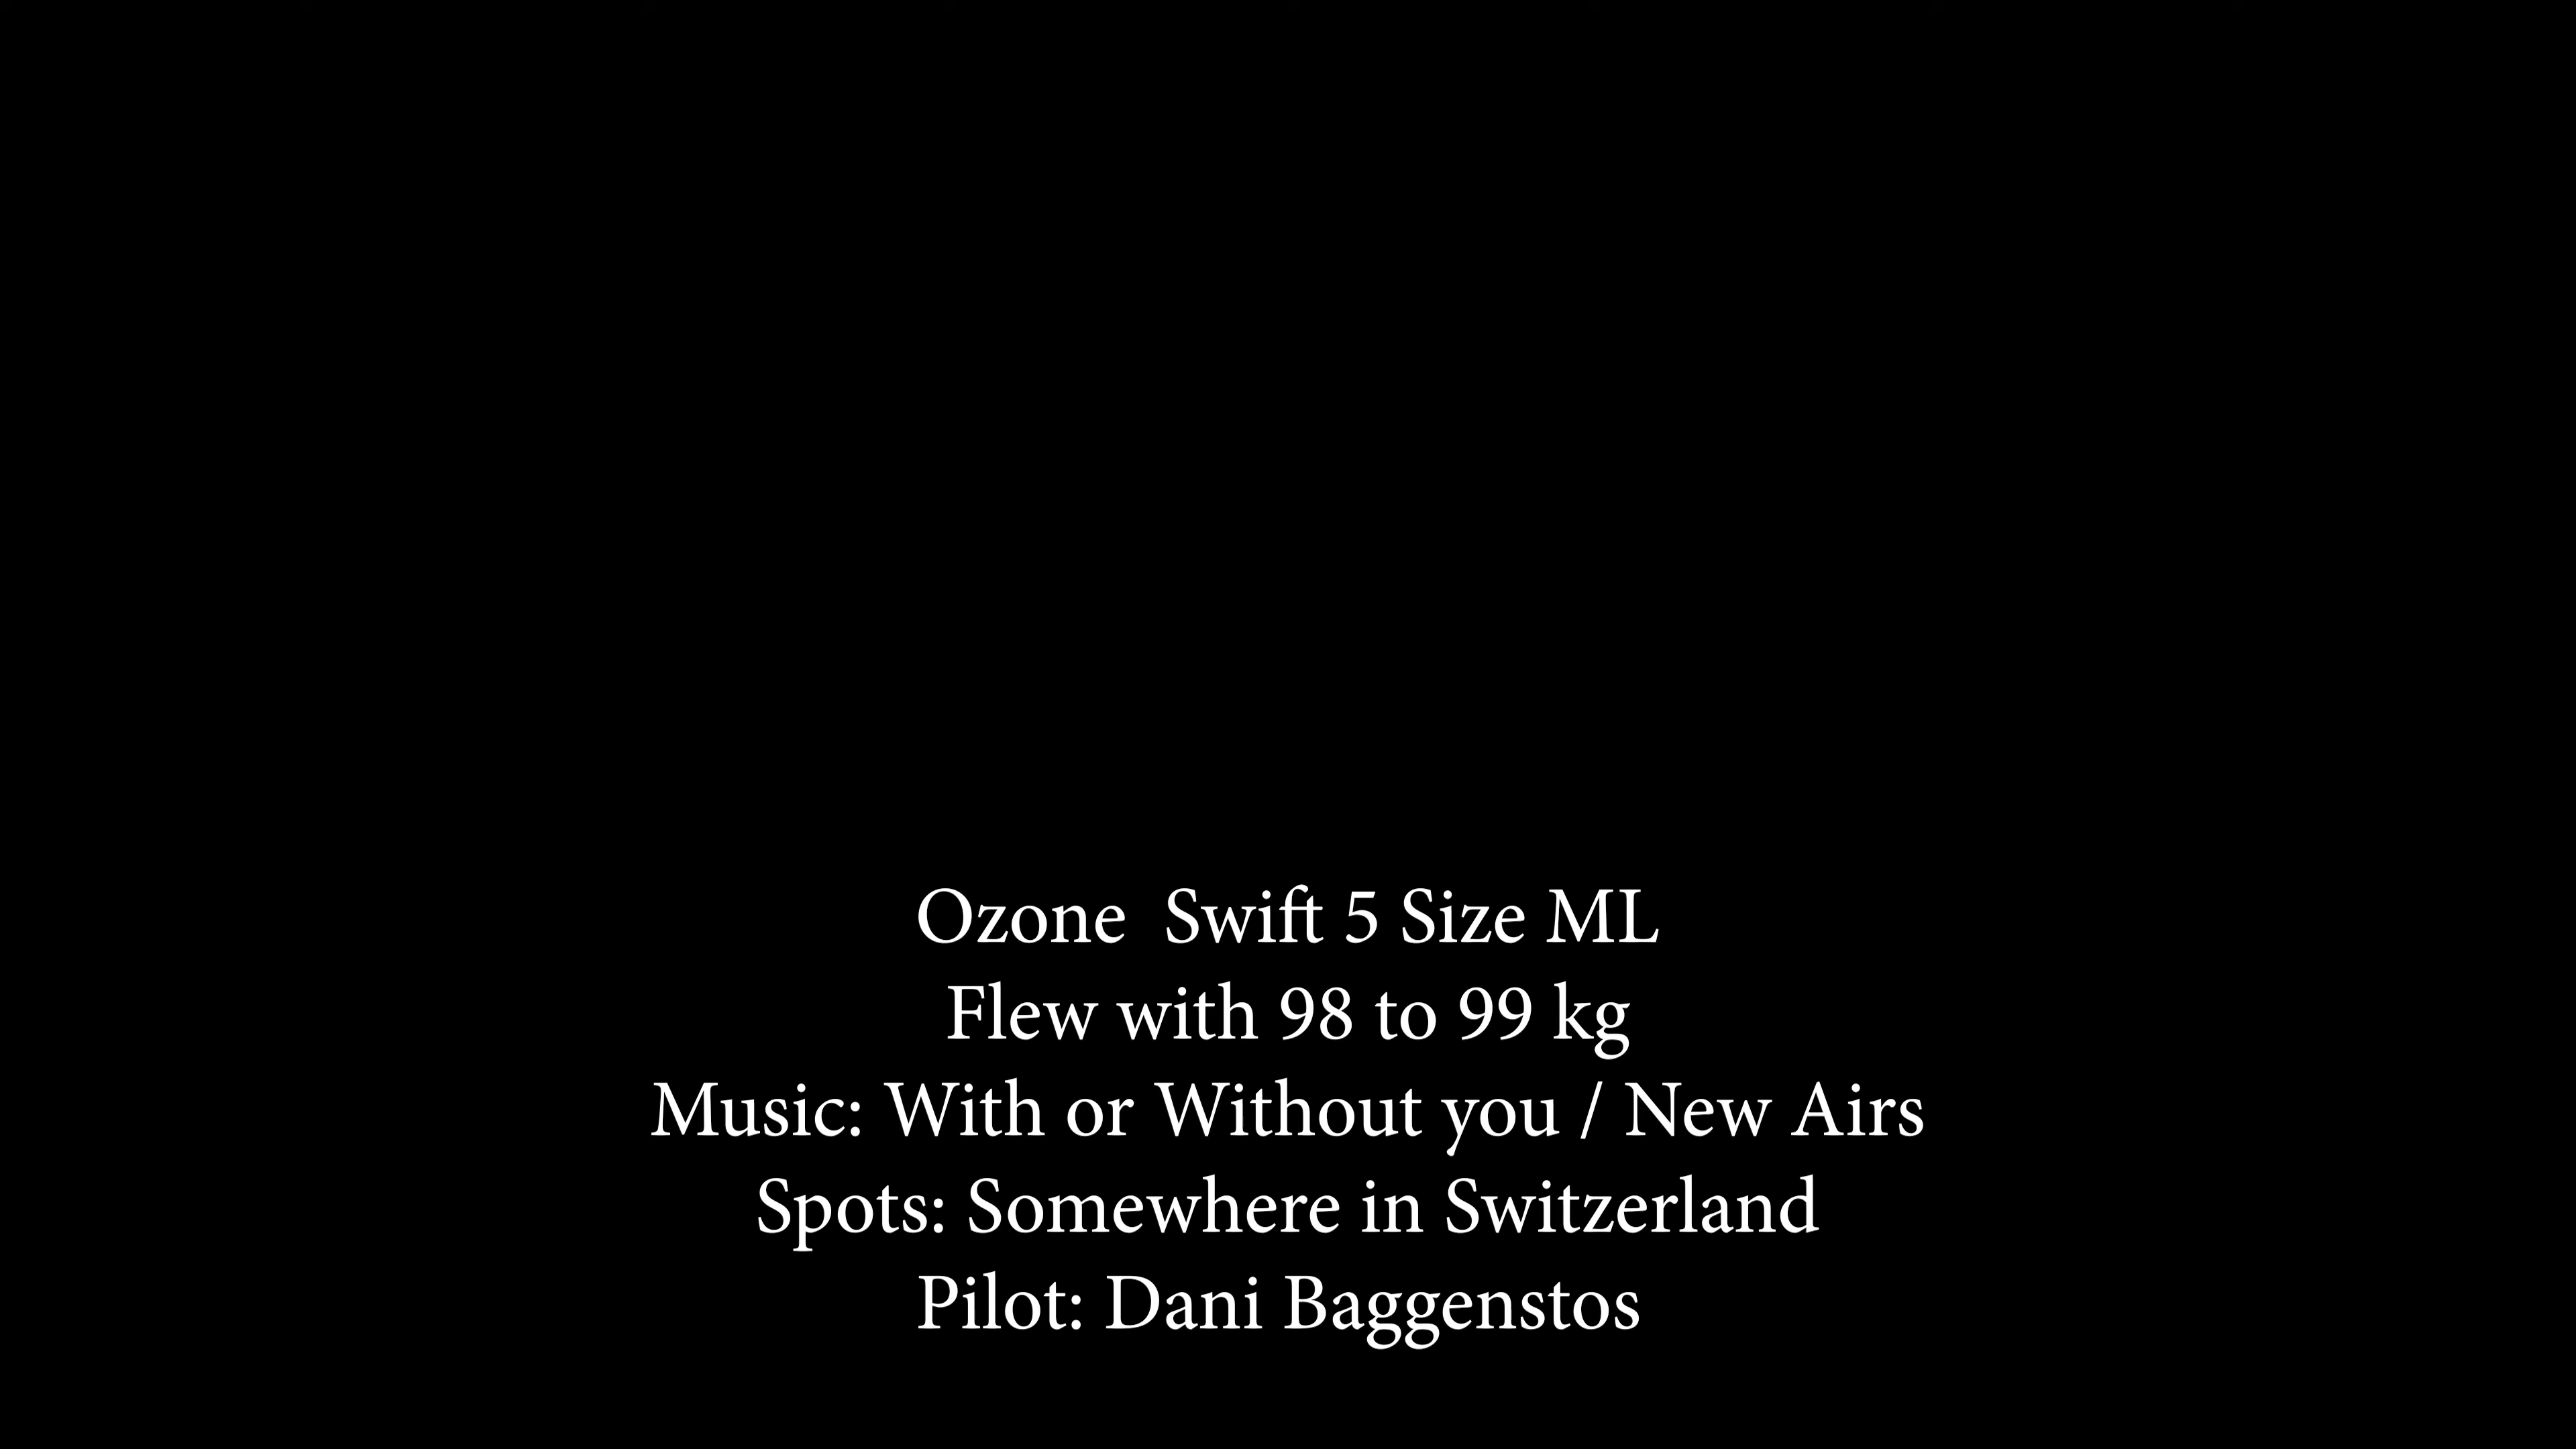 Ozone  Swift 5 Size ML
Flew with 98 to 99 kg
Music: With or Without you / New Airs
Spots: Somewhere in Switzerland
Pilot: Dani Baggenstos